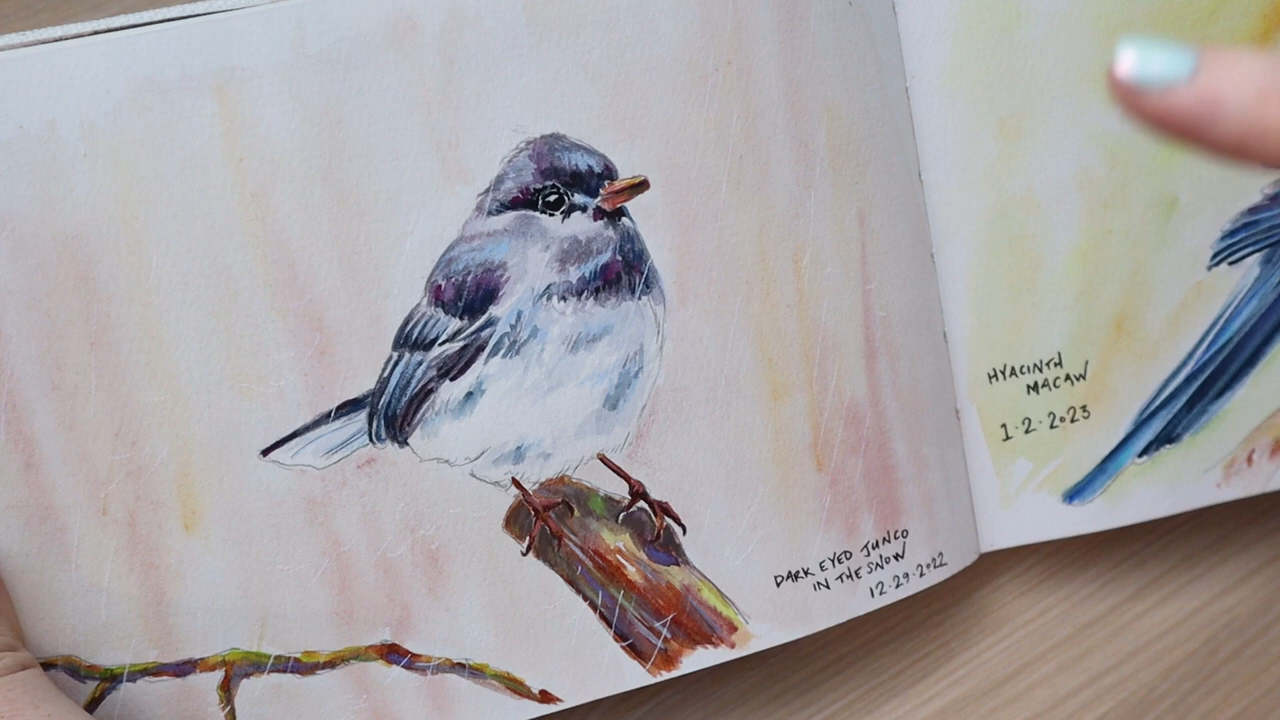 DARK EYED JUNCO
IN THE SNOW
12·29·2022
HYACINTH
MACAW
1·2·2023